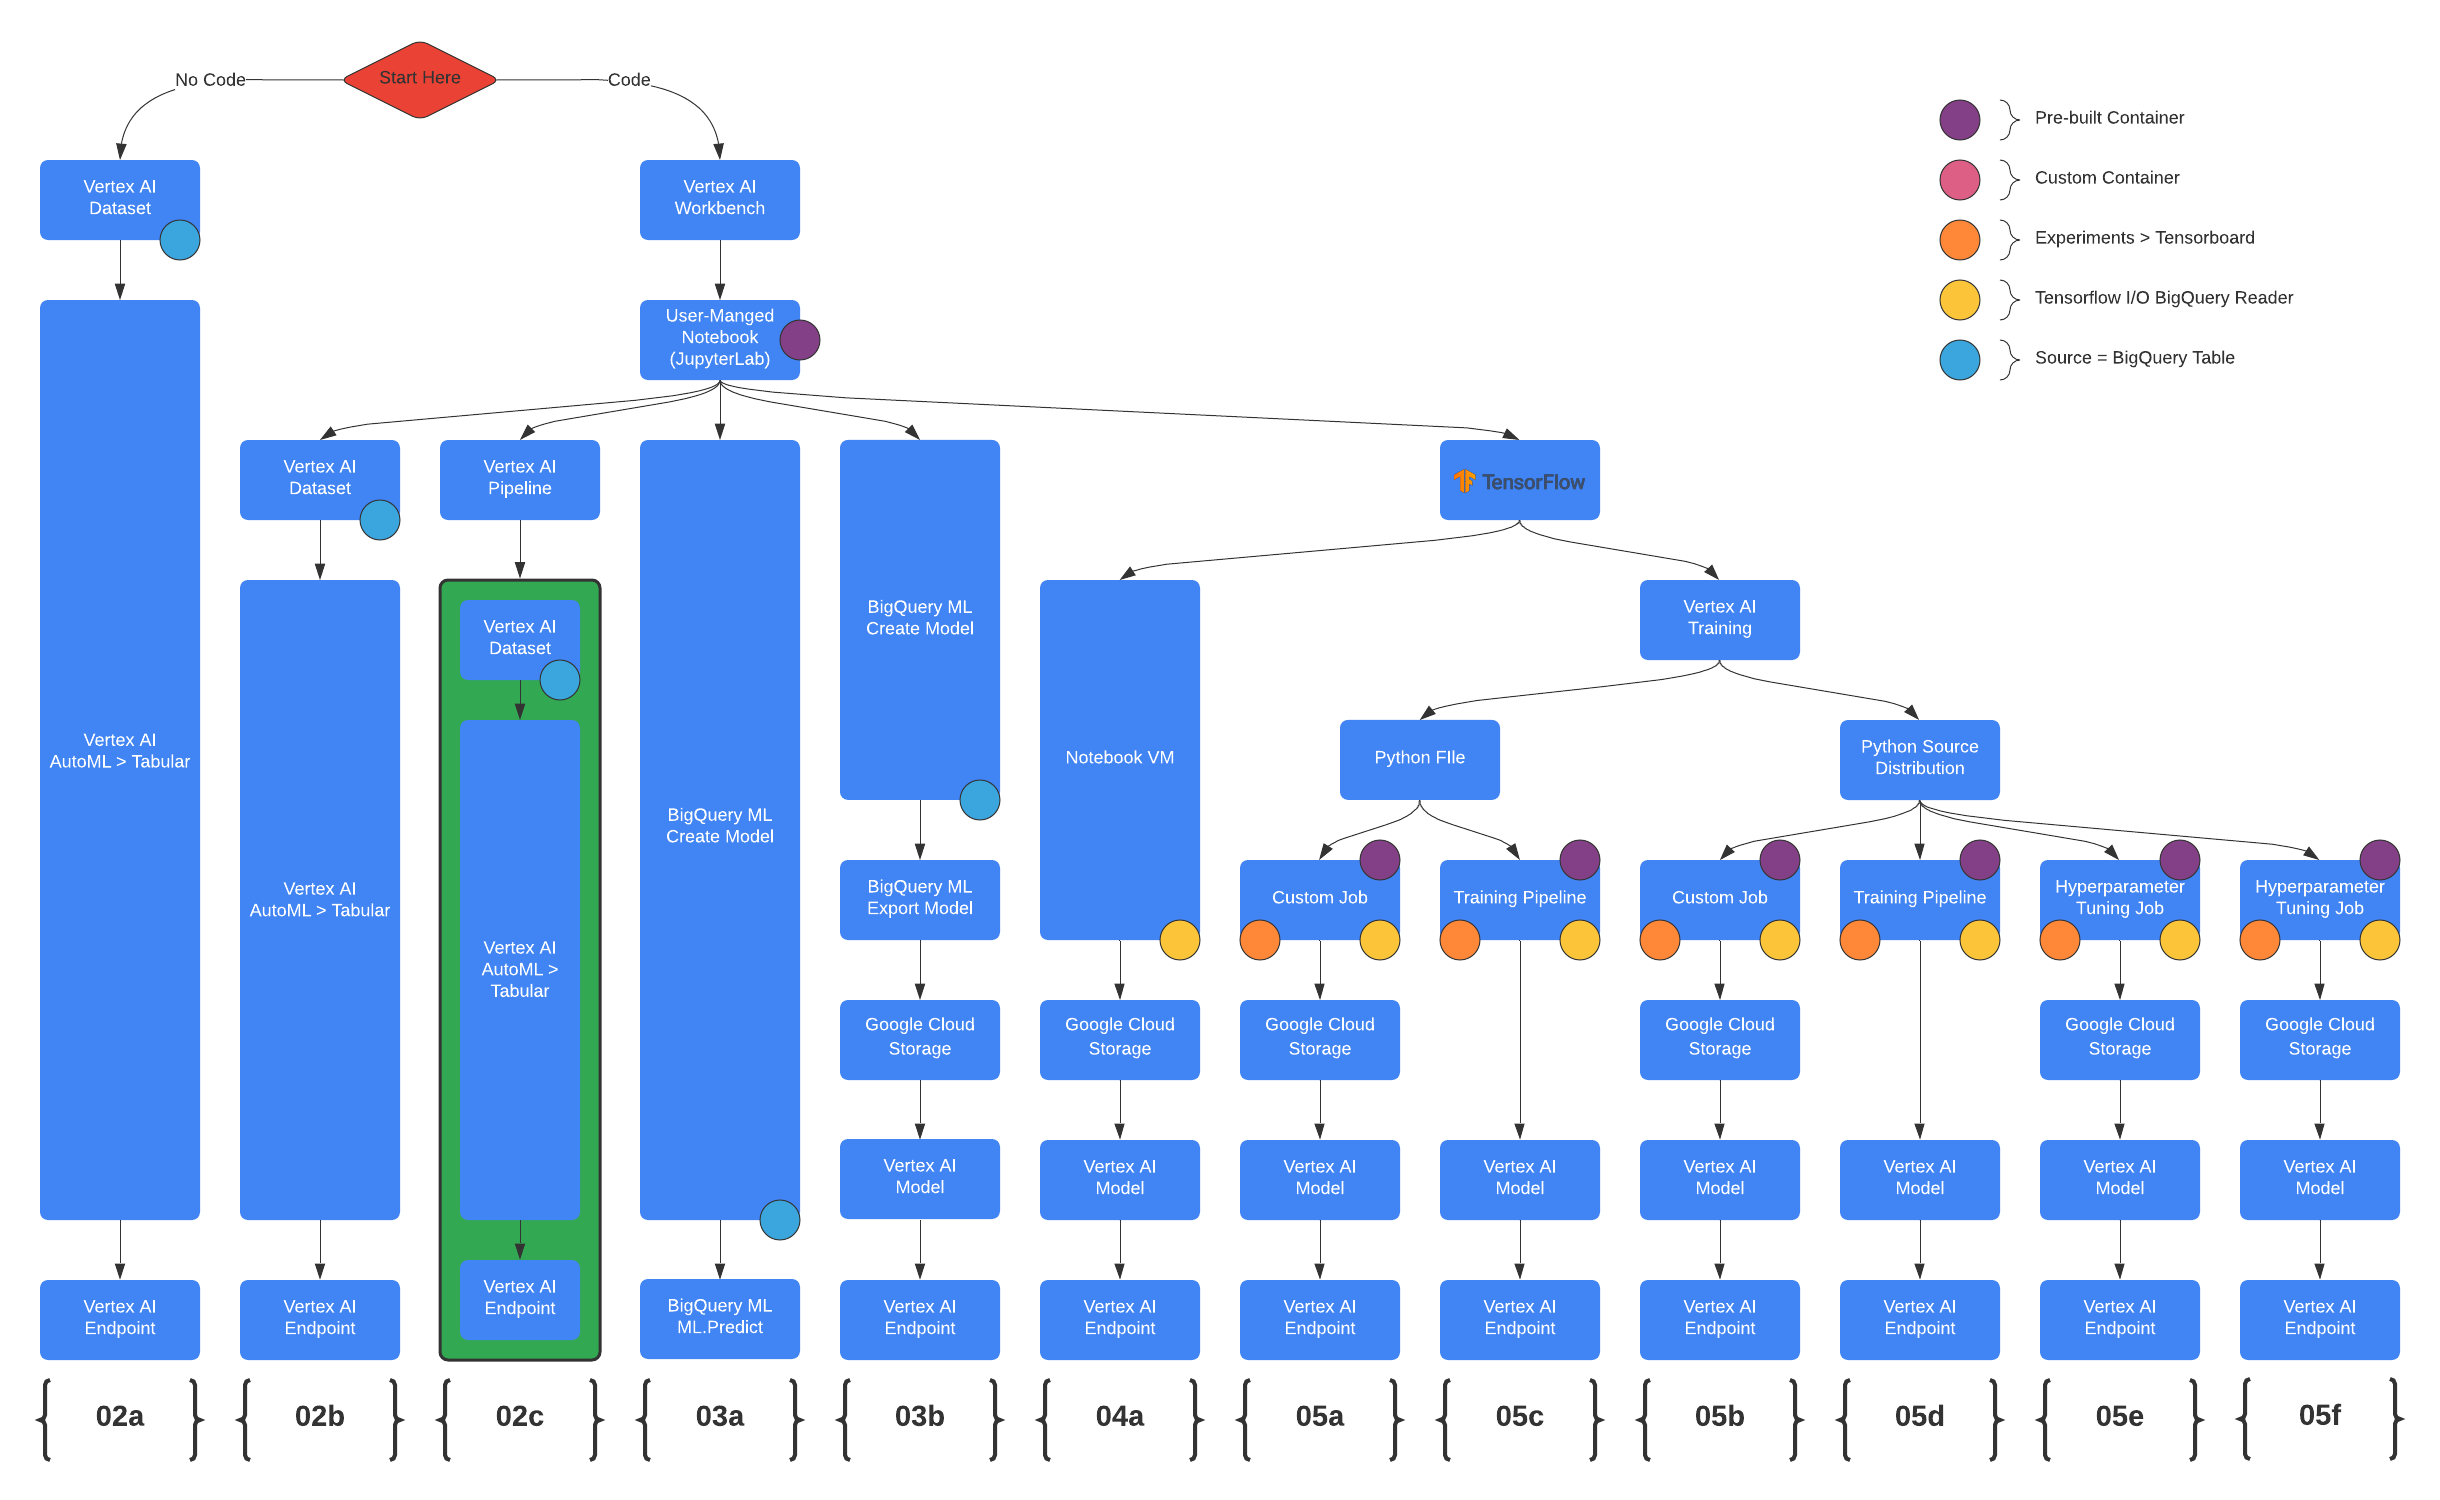 Start Here
No Code
Code
Pre-built Container
Custom Container
Experiments > Tensorboard
Tensorflow I/O BigQuery Reader
Source = BigQuery Table
Vertex AI
Dataset
Vertex AI
Workbench
User-Manged
Notebook
(JupyterLab)
Vertex AI
Dataset
Vertex AI
Pipeline
TensorFlow
Vertex AI
AutoML > Tabular
Vertex AI
AutoML > Tabular
Vertex AI
Dataset
Vertex AI
AutoML >
Tabular
Vertex AI
Endpoint
BigQuery ML
Create Model
BigQuery ML
Create Model
Notebook VM
Vertex AI
Training
Python FIle
Python Source
Distribution
BigQuery ML
Export Model
Custom Job
Training Pipeline
Custom Job
Training Pipeline
Hyperparameter
Tuning Job
Hyperparameter
Tuning Job
Google Cloud
Storage
Google Cloud
Storage
Google Cloud
Storage
Google Cloud
Storage
Google Cloud
Storage
Google Cloud
Storage
Vertex AI
Model
Vertex AI
Model
Vertex AI
Model
Vertex AI
Model
Vertex AI
Model
Vertex AI
Model
Vertex AI
Model
Vertex AI
Model
Vertex AI
Endpoint
Vertex AI
Endpoint
BigQuery ML
ML.Predict
Vertex AI
Endpoint
Vertex AI
Endpoint
Vertex AI
Endpoint
Vertex AI
Endpoint
Vertex AI
Endpoint
Vertex AI
Endpoint
Vertex AI
Endpoint
Vertex AI
Endpoint
02a
02b
02c
03a
03b
04a
05a
05c
05b
05d
05e
05f